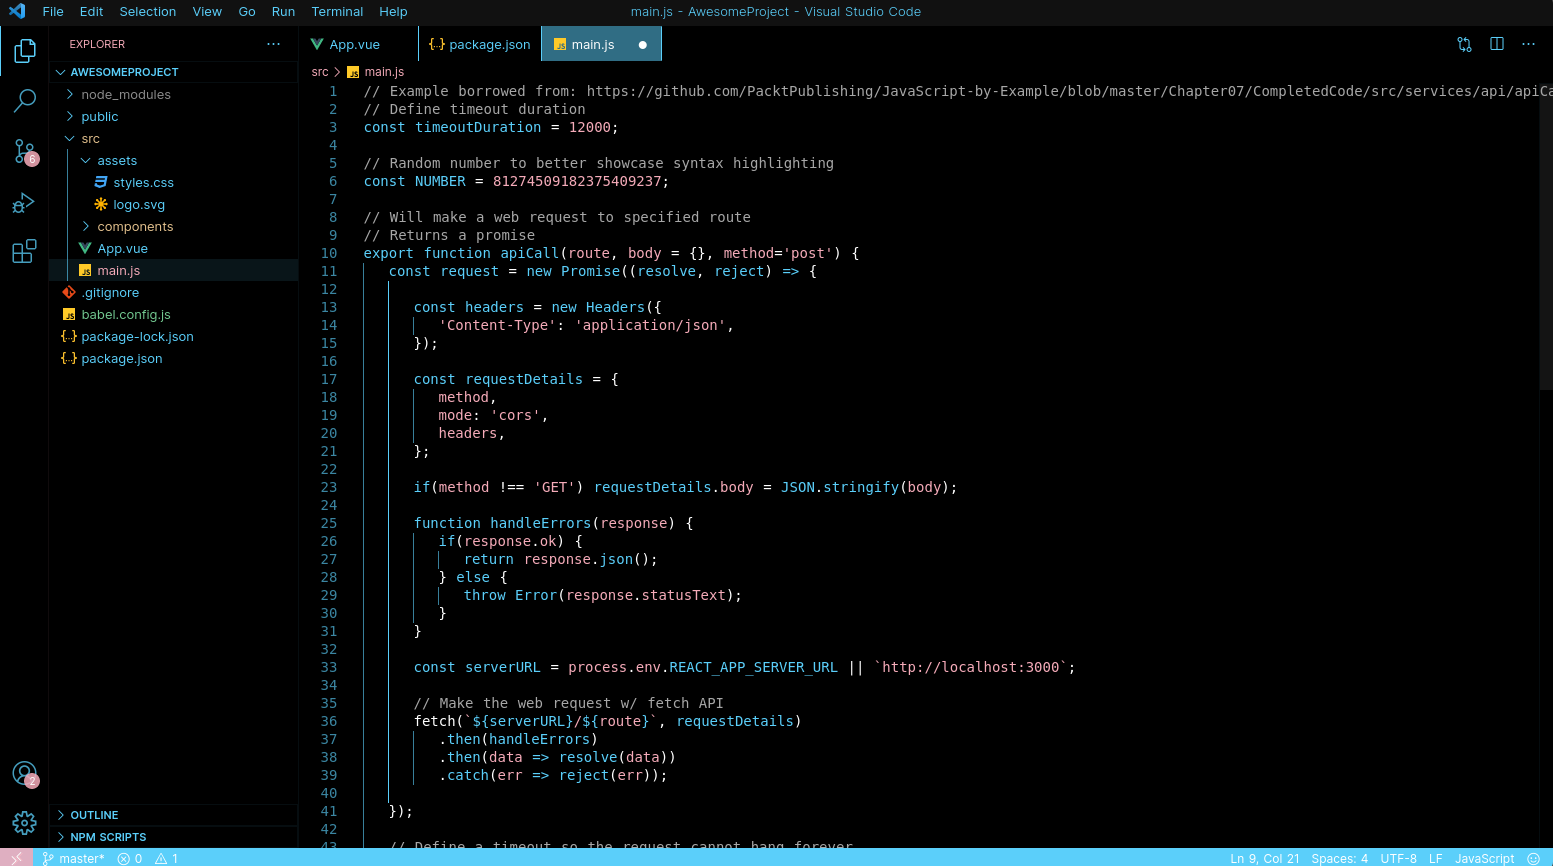 File Edit Selection View Go Run Terminal Help main.js - AwesomeProject - Visual Studio Code
EXPLORER
AWESOMEPROJECT
node_modules
public
src
assets
styles.css
logo.svg
components
App.vue
main.js
.gitignore
babel.config.js
package-lock.json
package.json
OUTLINE
NPM SCRIPTS
6
2
App.vue package.json main.js
src > main.js
1 // Example borrowed from: https://github.com/PacktPublishing/JavaScript-by-Example/blob/master/Chapter07/CompletedCode/src/services/api/apiCa
2 // Define timeout duration
3 const timeoutDuration = 12000;
4
5 // Random number to better showcase syntax highlighting
6 const NUMBER = 81274509182375409237;
7
8 // Will make a web request to specified route
9 // Returns a promise
10 export function apiCall(route, body = {}, method='post') {
11 const request = new Promise((resolve, reject) => {
12
13 const headers = new Headers({
14 'Content-Type': 'application/json',
15 });
16
17 const requestDetails = {
18 method,
19 mode: 'cors',
20 headers,
21 };
22
23 if(method !== 'GET') requestDetails.body = JSON.stringify(body);
24
25 function handleErrors(response) {
26 if(response.ok) {
27 return response.json();
28 } else {
29 throw Error(response.statusText);
30 }
31 }
32
33 const serverURL = process.env.REACT_APP_SERVER_URL || `http://localhost:3000`;
34
35 // Make the web request w/ fetch API
36 fetch(`${serverURL}/${route}`, requestDetails)
37 .then(handleErrors)
38 .then(data => resolve(data))
39 .catch(err => reject(err));
40
41 });
42
43 // Define a timeout so the request cannot hang forever
master* 0 1 Ln 9, Col 21 Spaces: 4 UTF-8 LF JavaScript